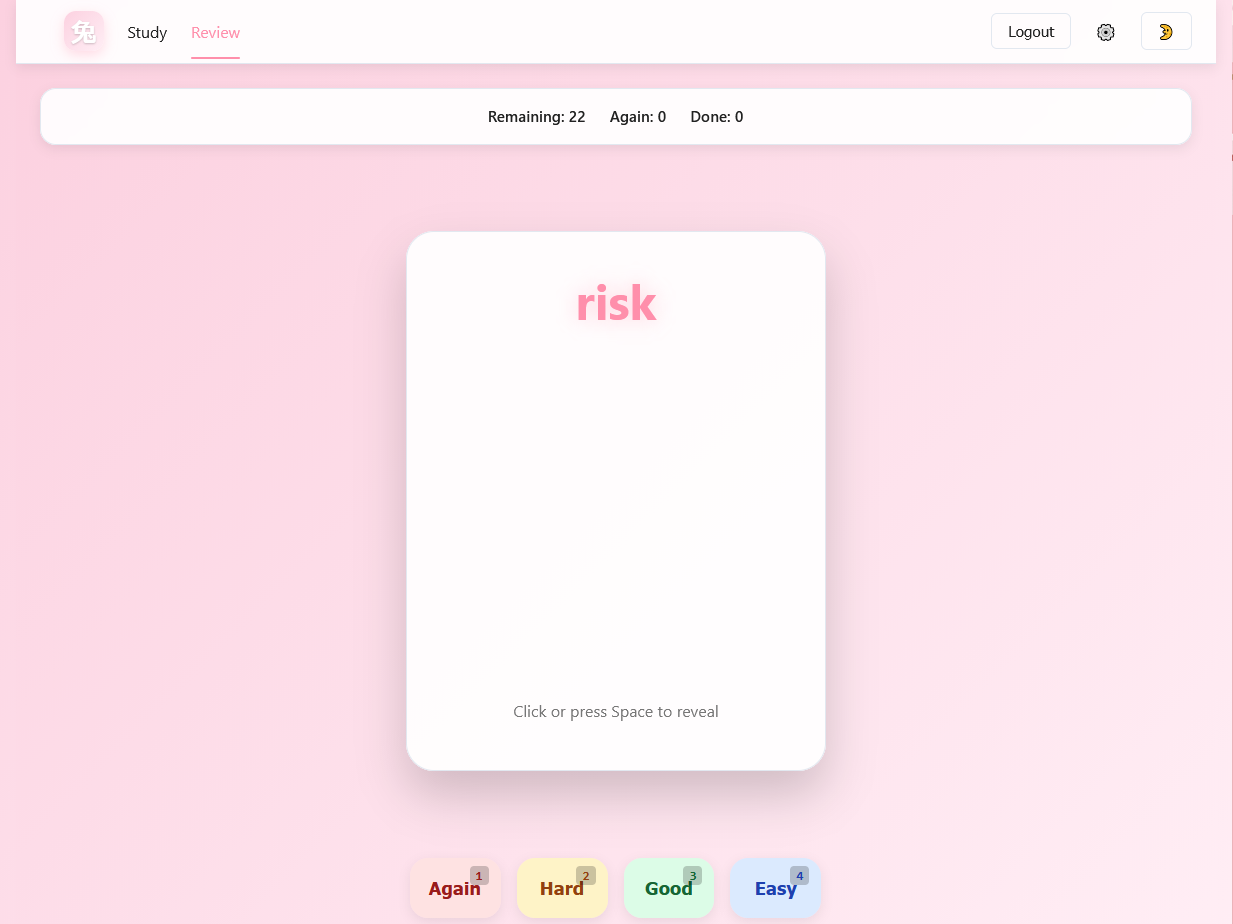 兔 Study Review Logout
Remaining: 22 Again: 0 Done: 0
risk
Click or press Space to reveal
Again 1 Hard 2 Good 3 Easy 4